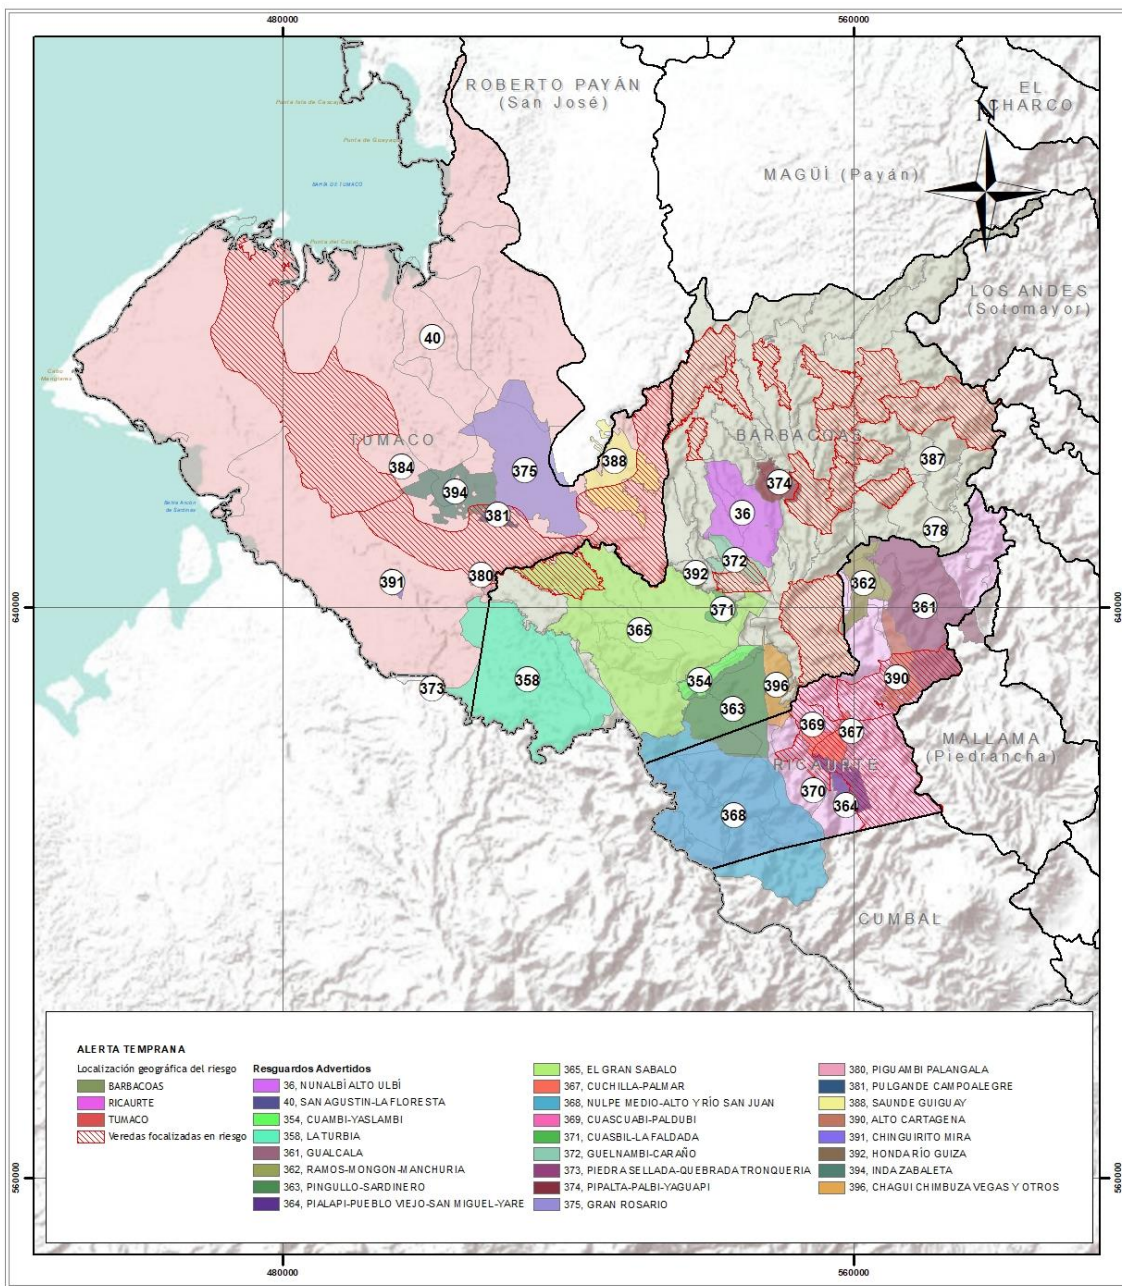 480000
560000
ROBERTO PAYÁN
(San José)
EL
CHARCO
N
MAGÜÍ (Payán)
Punta del Cocal
BAHÍA DE TUMACO
LOS ANDES
(Sotomayor)
40
TUMACO
BARBACOAS
384
375
388
387
394
374
381
36
378
391
380
392
372
362
640000
371
361
640000
365
373
358
354
396
390
363
369
367
MALLAMA
(Piedrancha)
RICAURTE
370
364
368
CUMBAL
ALERTA TEMPRANA
Localización geográfica del riesgo
BARBACOAS
RICAURTE
TUMACO
Veredas focalizadas en riesgo
Resguardos Advertidos
36, NUNALBÌ ALTO ULBÍ
40, SAN AGUSTIN-LA FLORESTA
354, CUAMBI-YASLAMBI
358, LA TURBIA
361, GUALCALA
362, RAMOS-MONGON-MANCHURIA
363, PINGULLO-SARDINERO
364, PIALAPI-PUEBLO VIEJO-SAN MIGUEL-YARE
365, EL GRAN SABALO
367, CUCHILLA-PALMAR
368, NULPE MEDIO-ALTO Y RÍO SAN JUAN
369, CUASCUABI-PALDUBI
371, CUASBIL-LA FALDADA
372, GUELNAMBI-CARAÑO
373, PIEDRA SELLADA-QUEBRADA TRONQUERIA
374, PIPALTA-PALBI-YAGUAPI
375, GRAN ROSARIO
380, PIGUAMBI PALANGALA
381, PULGANDE CAMPOALEGRE
388, SAUNDE GUIGUAY
390, ALTO CARTAGENA
391, CHINGUIRITO MIRA
392, HONDA RÍO GUIZA
394, INDA ZABALETA
396, CHAGUI CHIMBUZA VEGAS Y OTROS
560000
560000
480000
560000